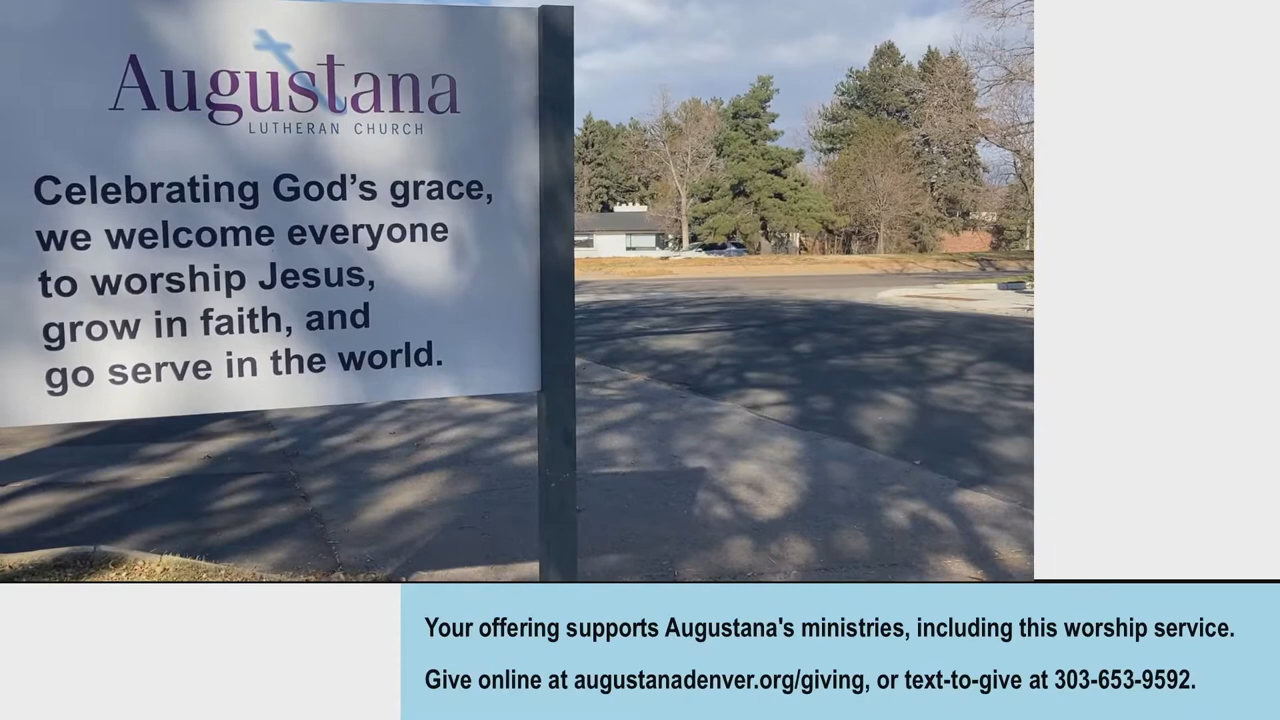 Augustana
LUTHERAN CHURCH
Celebrating God's grace,
we welcome everyone
to worship Jesus,
grow in faith, and
go serve in the world.
Your offering supports Augustana's ministries, including this worship service.
Give online at augustanadenver.org/giving, or text-to-give at 303-653-9592.